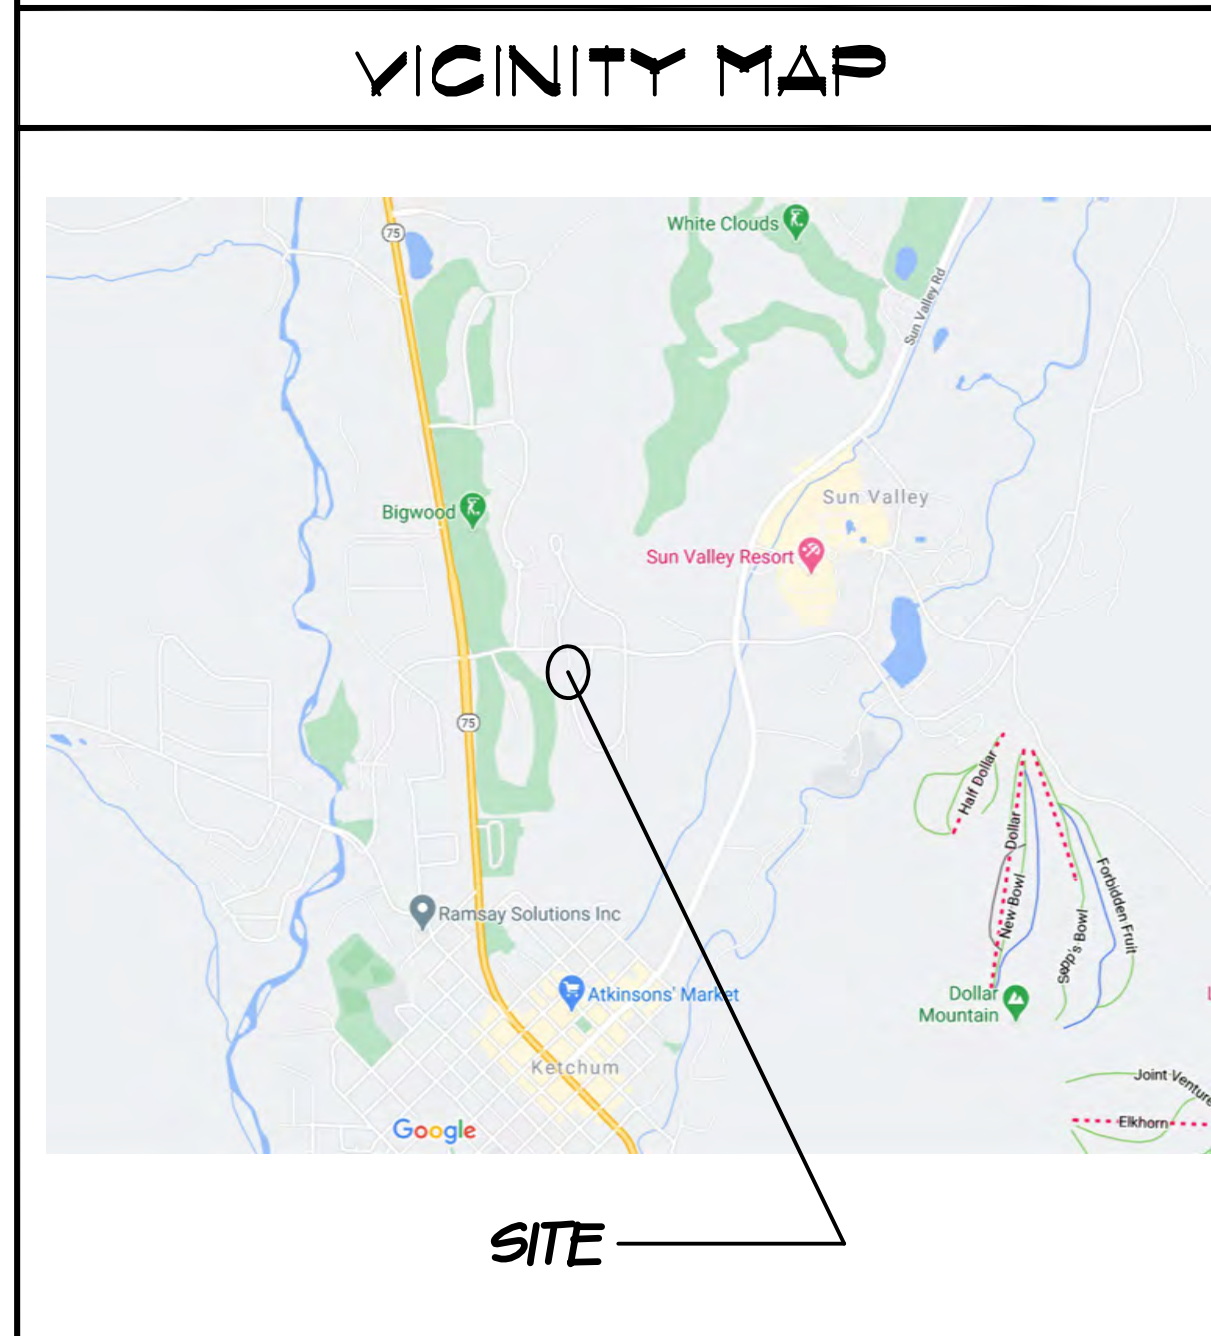 VICINITY MAP
75
White Clouds
Sun Valley Rd
Sun Valley
Bigwood
Sun Valley Resort
75
Half Dollar
Dollar
New Bowl
Forbidden Fruit
Sepp's Bowl
Ramsay Solutions Inc
Atkinsons' Market
Dollar
Mountain
Ketchum
Joint Venture
Elkhorn
Google
SITE